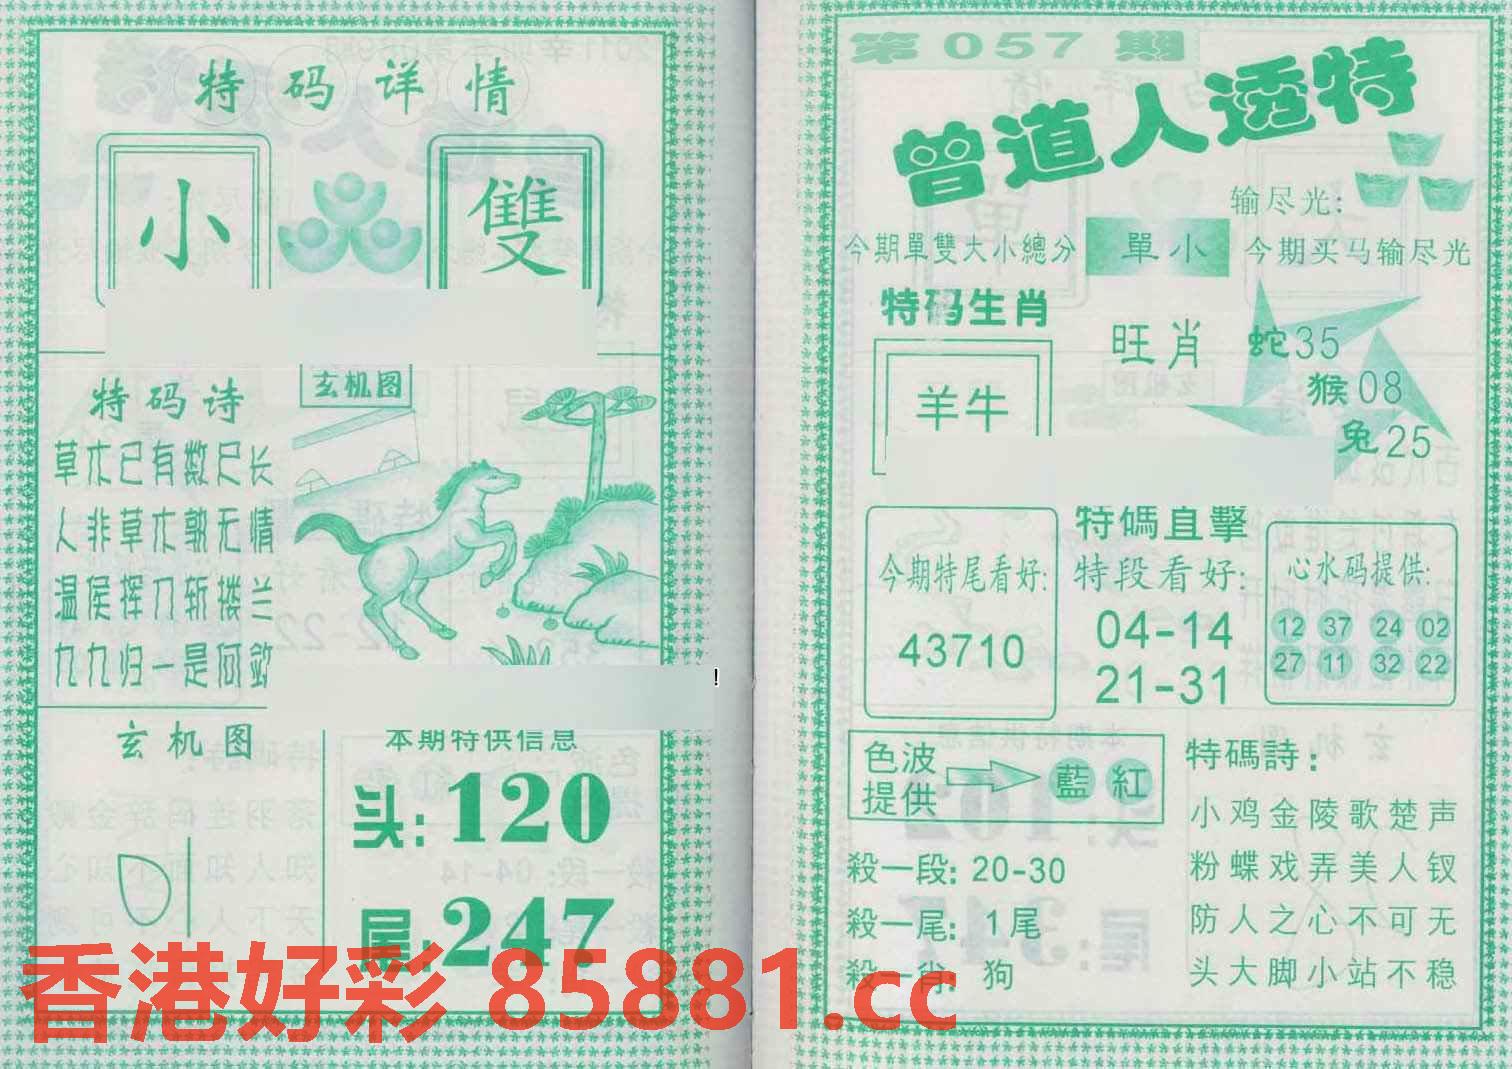 特码详情
小
雙
特码诗
草木已有数尺长
人非草木孰无情
温侯挥刀斩搂兰
九九归一是何欲
玄机图
!
玄机图
本期特供信息
头:120
尾:247
第057期
曾道人透特
输尽光:
今期單雙大小總分
單小
今期买马输尽光
特码生肖
羊牛
旺肖
蛇35
猴08
兔25
今期特尾看好:
43710
特碼直擊
特段看好:
04-14
21-31
心水码提供:
12 37 24 02
27 11 32 22
色波
提供
藍 紅
殺一段: 20-30
殺一尾: 1尾
殺一肖: 狗
特碼詩:
小鸡金陵歌楚声
粉蝶戏弄美人钗
防人之心不可无
头大脚小站不稳
香港好彩 85881.cc